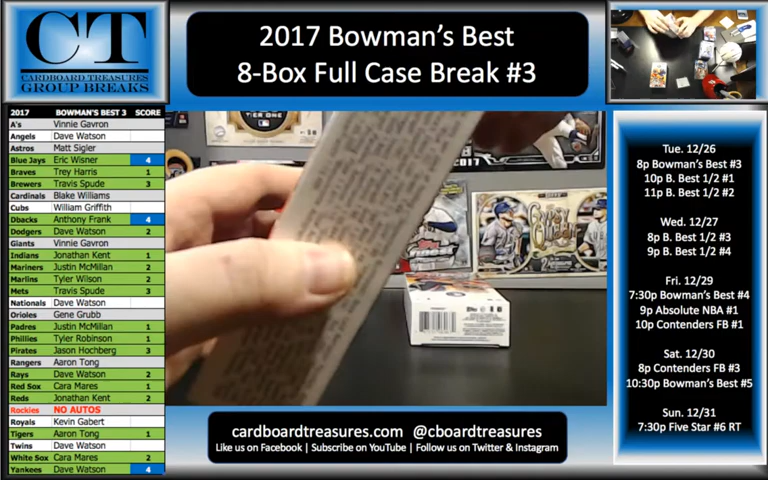 CT
CARDBOARD TREASURES
GROUP BREAKS
2017 Bowman's Best
8-Box Full Case Break #3
2017 BOWMAN'S BEST 3 SCORE
A's Vinnie Gavron
Angels Dave Watson
Astros Matt Sigler
Blue Jays Eric Wisner 4
Braves Trey Harris 1
Brewers Travis Spude 3
Cardinals Blake Williams
Cubs William Griffith
Dbacks Anthony Frank 4
Dodgers Dave Watson 2
Giants Vinnie Gavron
Indians Jonathan Kent 1
Mariners Justin McMillan 2
Marlins Tyler Wilson 2
Mets Travis Spude 3
Nationals Dave Watson
Orioles Gene Grubb
Padres Justin McMillan 1
Phillies Tyler Robinson 1
Pirates Jason Hochberg 3
Rangers Aaron Tong
Rays Dave Watson 2
Red Sox Cara Mares 1
Reds Jonathan Kent 2
Rockies NO AUTOS
Royals Kevin Gabert
Tigers Aaron Tong 1
Twins Dave Watson
White Sox Cara Mares 2
Yankees Dave Watson 4
TIER ONE
2017
GYPSY QUEEN
Topps
cardboardtreasures.com @cboardtreasures
Like us on Facebook | Subscribe on YouTube | Follow us on Twitter & Instagram
Tue. 12/26
8p Bowman's Best #3
10p B. Best 1/2 #1
11p B. Best 1/2 #2
Wed. 12/27
8p B. Best 1/2 #3
9p B. Best 1/2 #4
Fri. 12/29
7:30p Bowman's Best #4
9p Absolute NBA #1
10p Contenders FB #1
Sat. 12/30
8p Contenders FB #3
10:30p Bowman's Best #5
Sun. 12/31
7:30p Five Star #6 RT